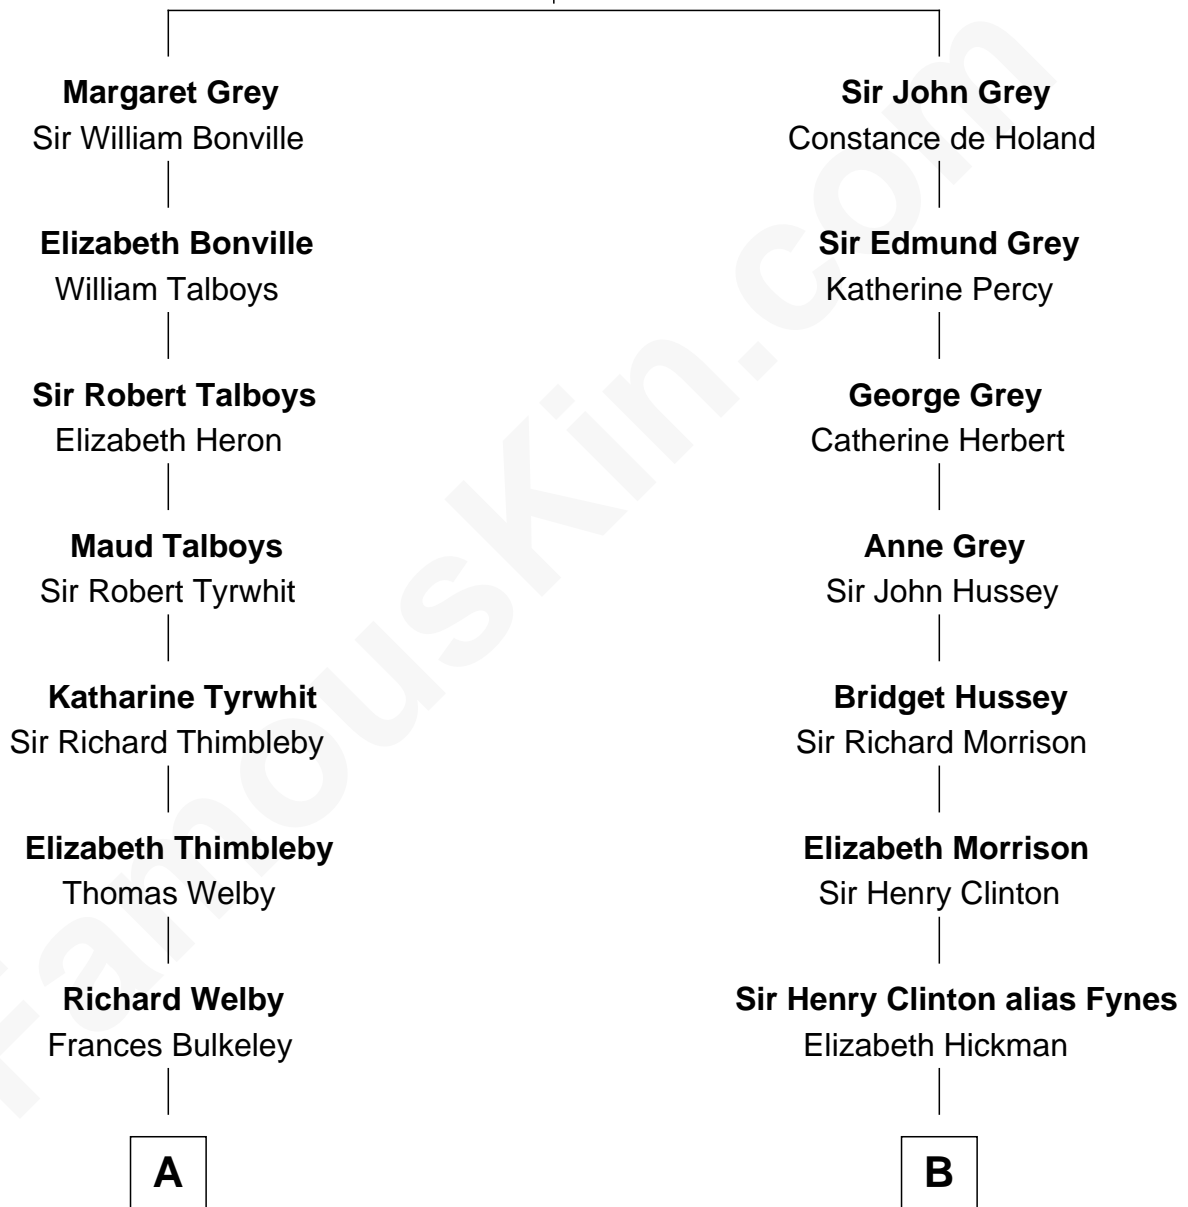 Margaret Grey
Sir William Bonville
Sir John Grey
Constance de Holand
Elizabeth Bonville
William Talboys
Sir Edmund Grey
Katherine Percy
Sir Robert Talboys
Elizabeth Heron
George Grey
Catherine Herbert
Maud Talboys
Sir Robert Tyrwhit
Anne Grey
Sir John Hussey
Katharine Tyrwhit
Sir Richard Thimbleby
Bridget Hussey
Sir Richard Morrison
Elizabeth Thimbleby
Thomas Welby
Elizabeth Morrison
Sir Henry Clinton
Richard Welby
Frances Bulkeley
Sir Henry Clinton alias Fynes
Elizabeth Hickman
A
B
FamousKin.com